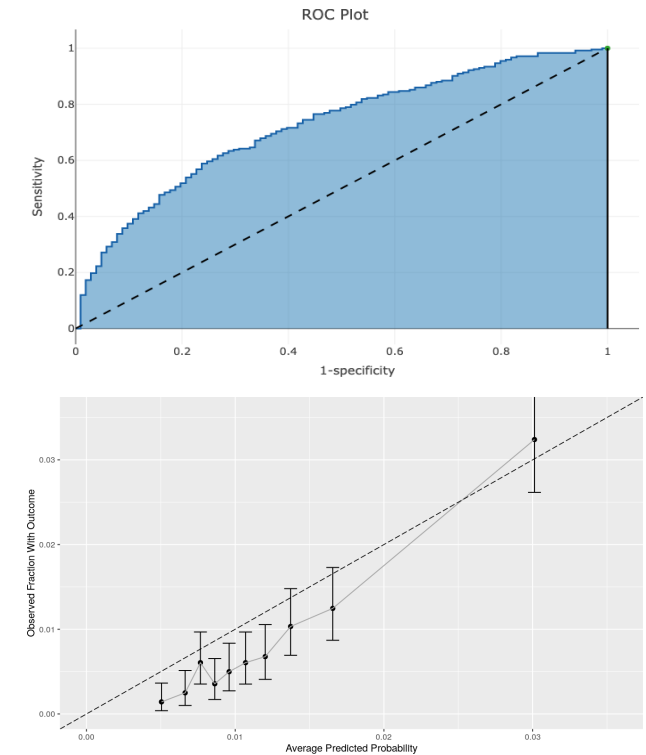 ROC Plot
1
0.8
0.6
0.4
0.2
0
Sensitivity
0 0.2 0.4 0.6 0.8 1
1-specificity
0.03
0.02
0.01
0.00
Observed Fraction With Outcome
0.00 0.01 0.02 0.03
Average Predicted Probability